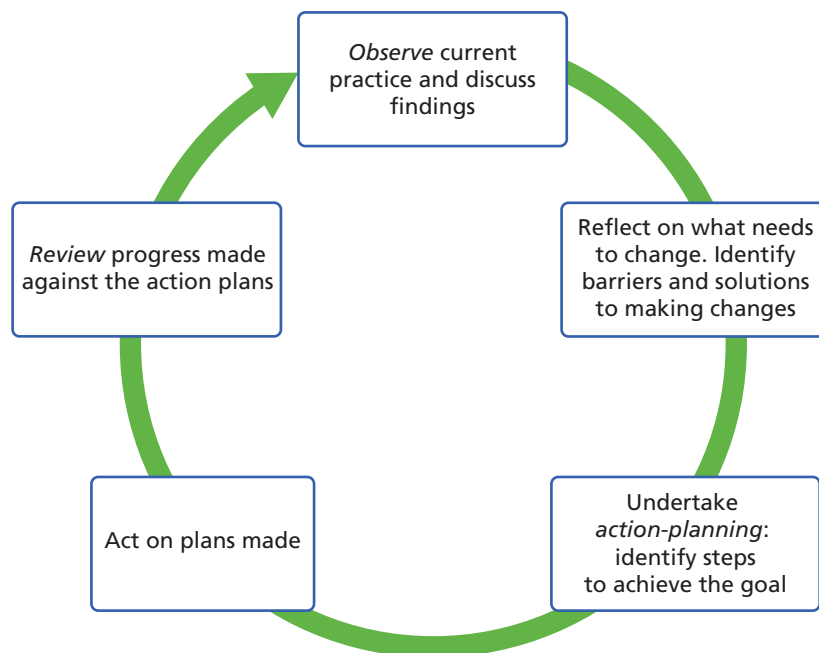 Observe current
practice and discuss
findings
Reflect on what needs
to change. Identify
barriers and solutions
to making changes
Undertake
action-planning:
identify steps
to achieve the goal
Act on plans made
Review progress made
against the action plans